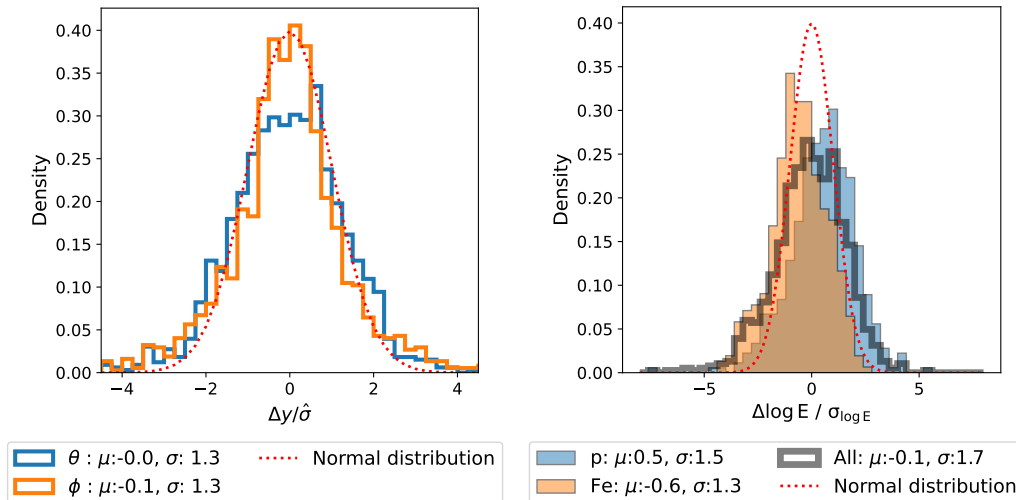 0.40
0.35
0.30
0.25
0.20
0.15
0.10
0.05
0.00
Density
−4
−2
0
2
4
Δy/σ̂
θ : μ:-0.0, σ: 1.3
ϕ : μ:-0.1, σ: 1.3
Normal distribution
0.40
0.35
0.30
0.25
0.20
0.15
0.10
0.05
0.00
Density
−5
0
5
Δlog E / σ_log E
p: μ:0.5, σ:1.5
Fe: μ:-0.6, σ:1.3
All: μ:-0.1, σ:1.7
Normal distribution